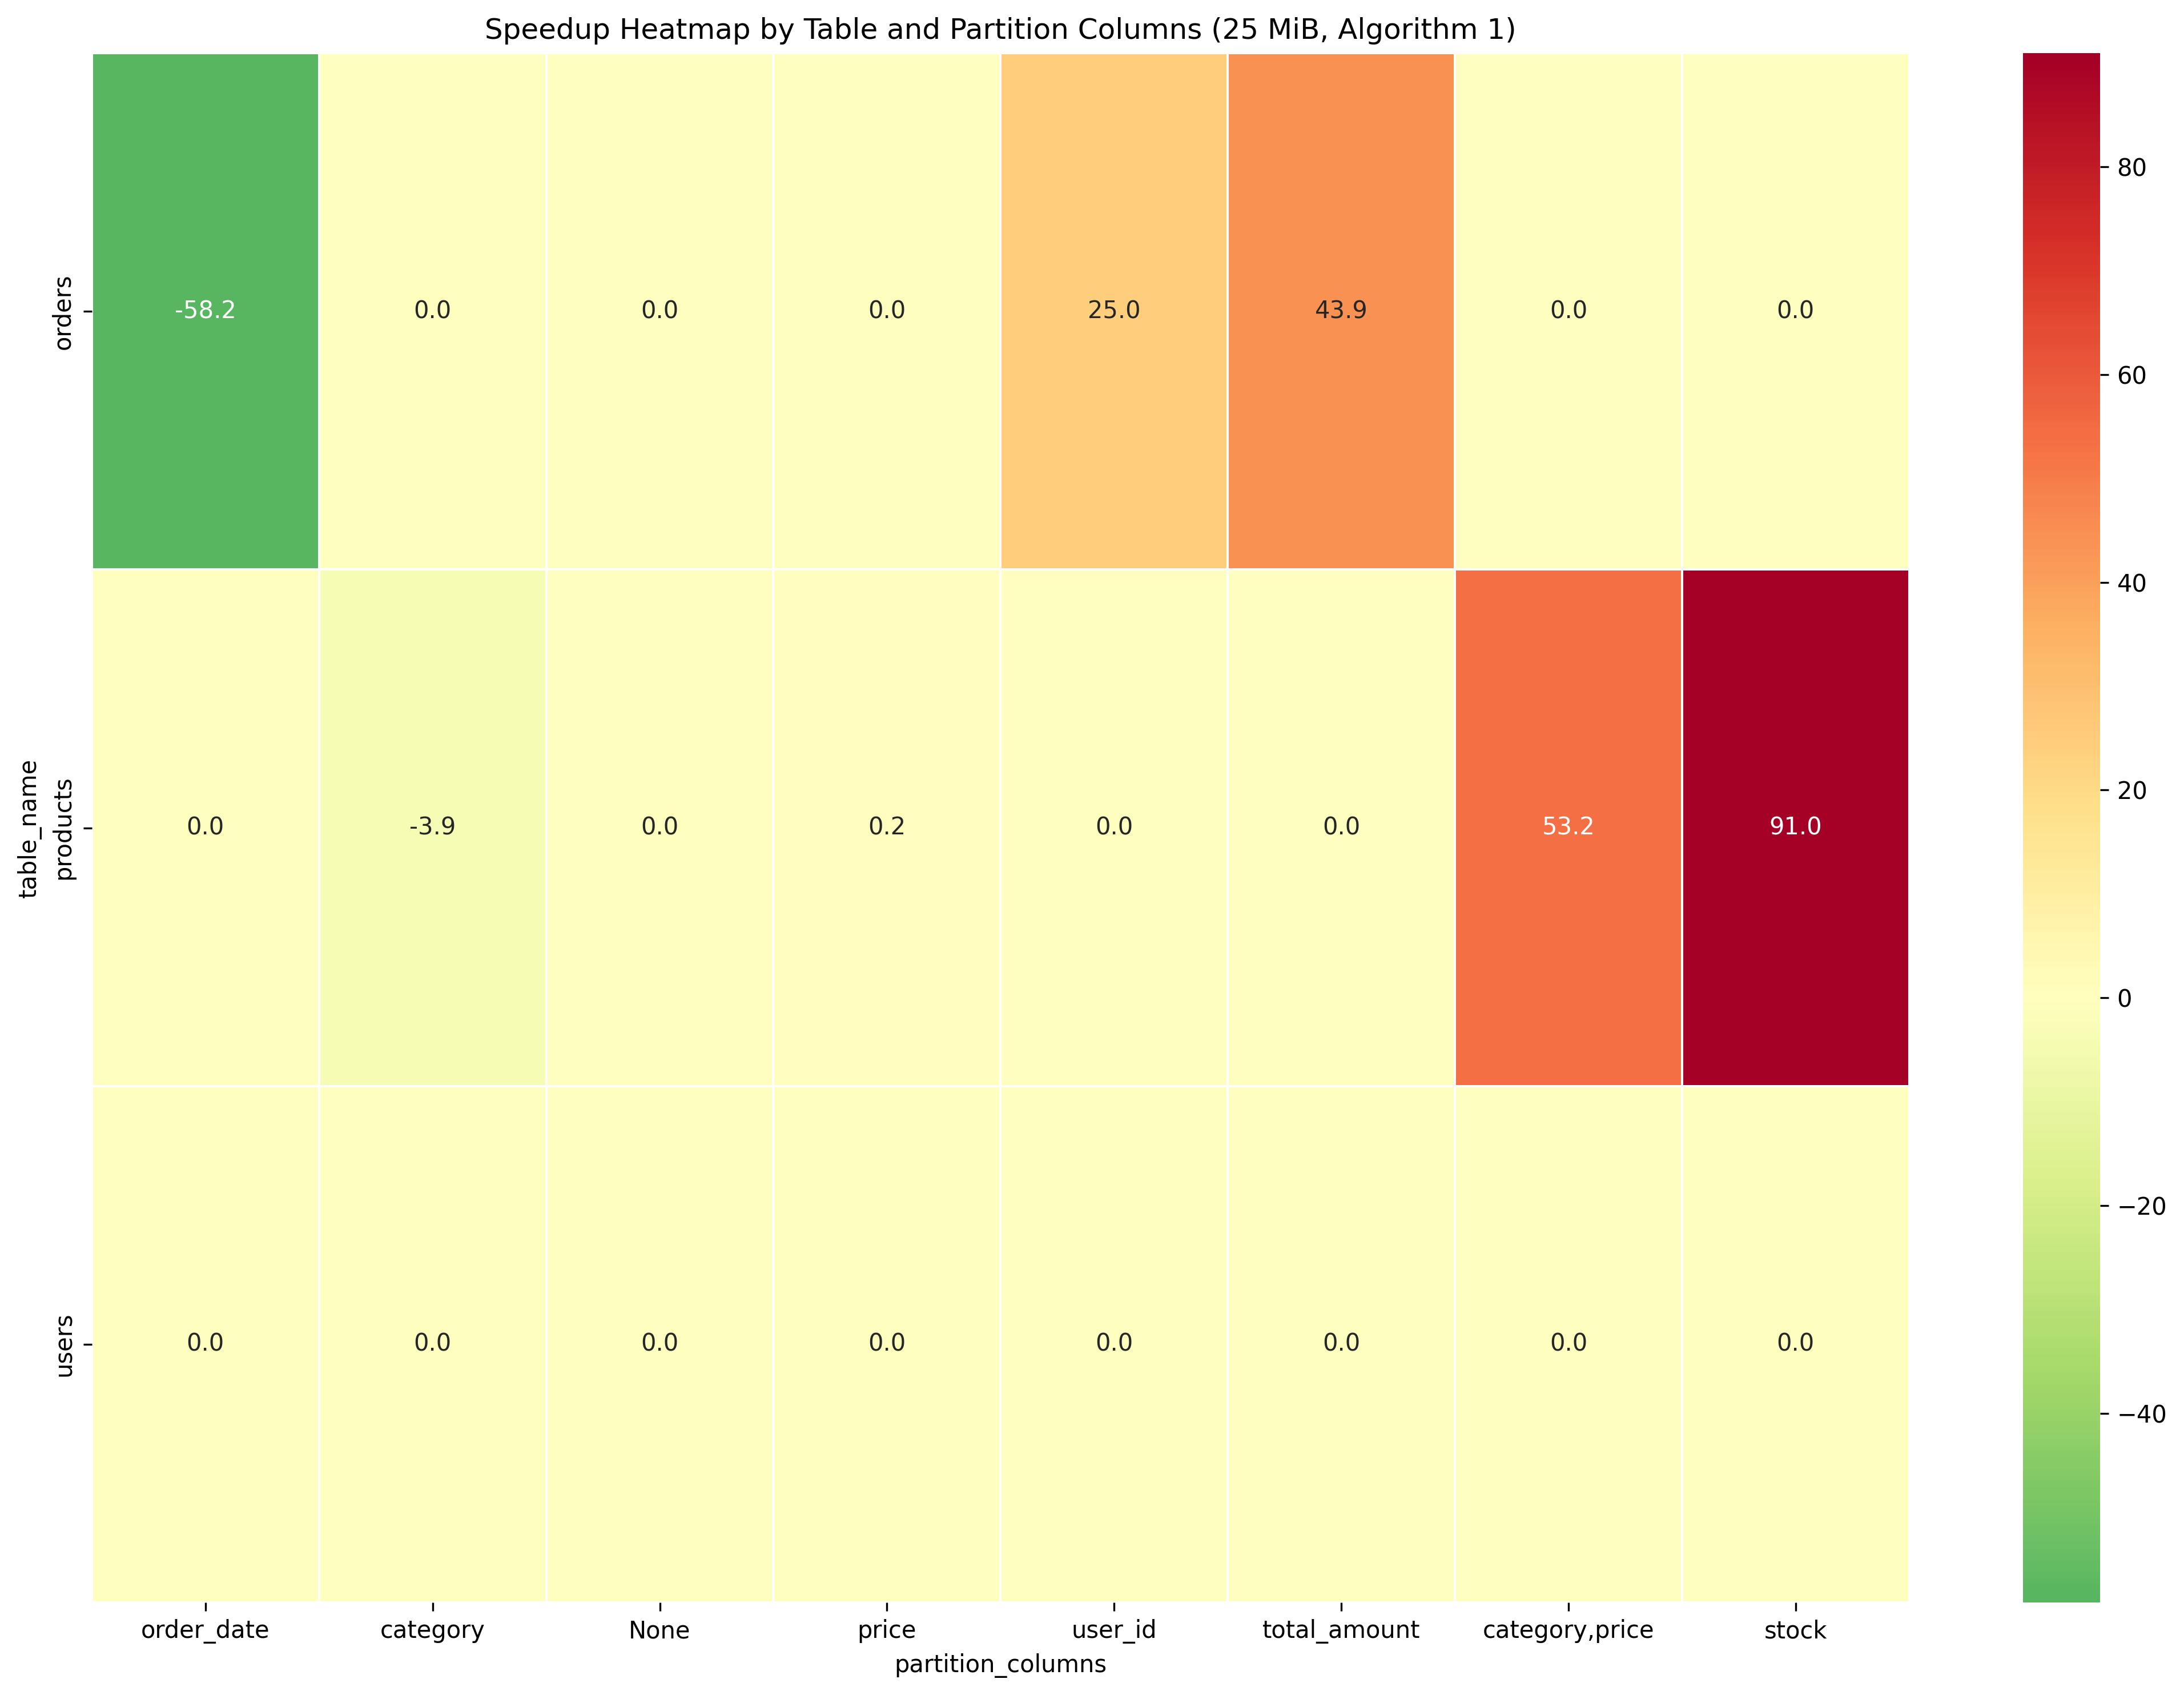 Speedup Heatmap by Table and Partition Columns (25 MiB, Algorithm 1)
orders
-58.2 0.0 0.0 0.0 25.0 43.9 0.0 0.0
table_name
products
0.0 -3.9 0.0 0.2 0.0 0.0 53.2 91.0
users
0.0 0.0 0.0 0.0 0.0 0.0 0.0 0.0
order_date category None price user_id total_amount category,price stock
partition_columns
80
60
40
20
0
−20
−40